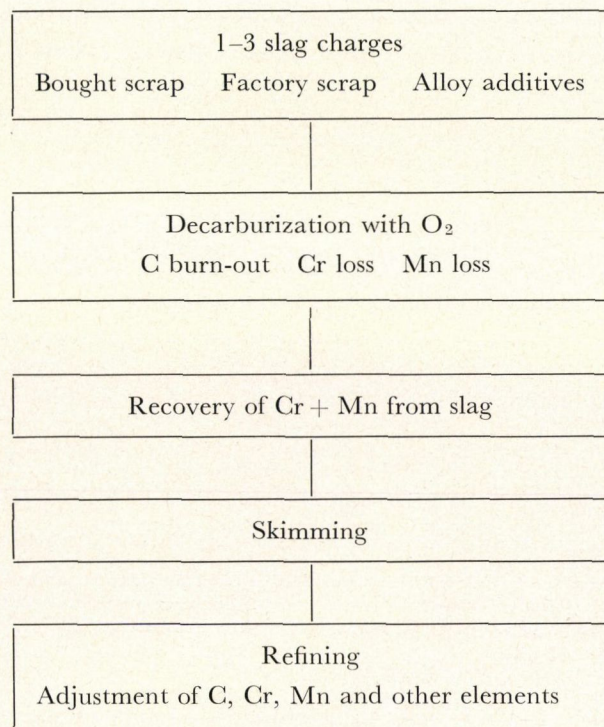 1–3 slag charges
Bought scrap Factory scrap Alloy additives
Decarburization with O₂
C burn-out Cr loss Mn loss
Recovery of Cr + Mn from slag
Skimming
Refining
Adjustment of C, Cr, Mn and other elements